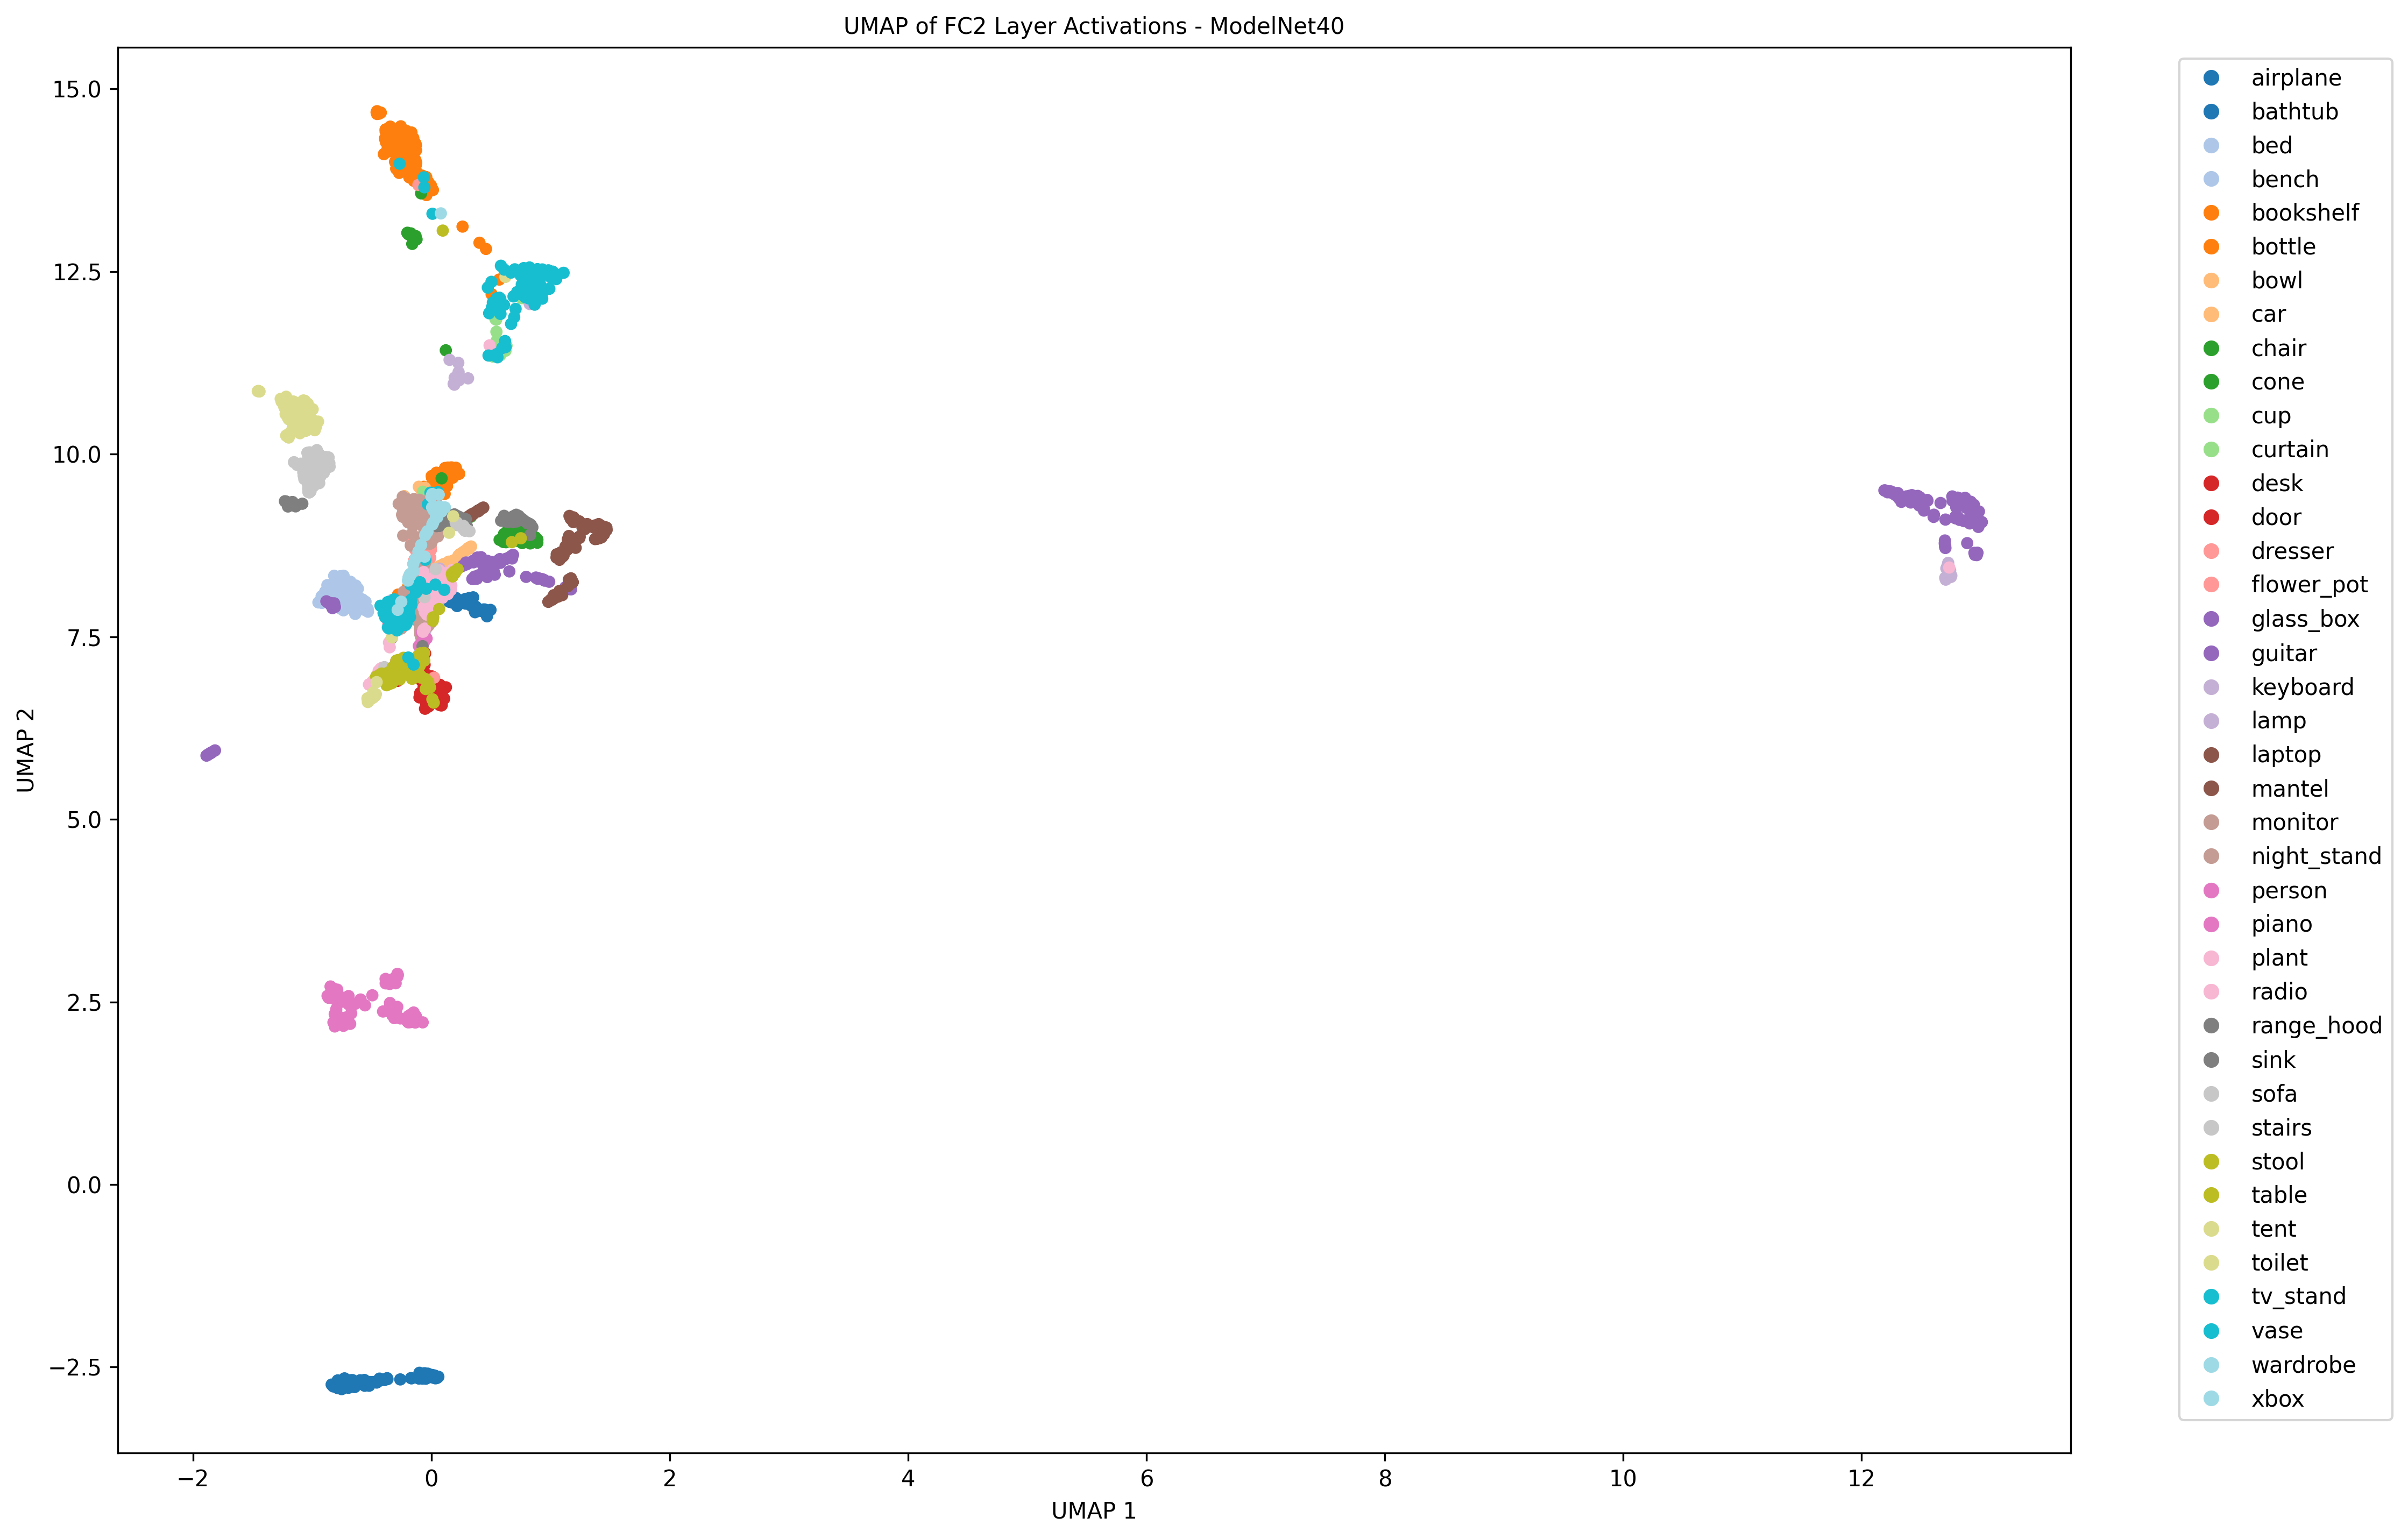 UMAP of FC2 Layer Activations - ModelNet40
15.0
12.5
10.0
7.5
5.0
2.5
0.0
−2.5
UMAP 2
−2
0
2
4
6
8
10
12
UMAP 1
airplane
bathtub
bed
bench
bookshelf
bottle
bowl
car
chair
cone
cup
curtain
desk
door
dresser
flower_pot
glass_box
guitar
keyboard
lamp
laptop
mantel
monitor
night_stand
person
piano
plant
radio
range_hood
sink
sofa
stairs
stool
table
tent
toilet
tv_stand
vase
wardrobe
xbox